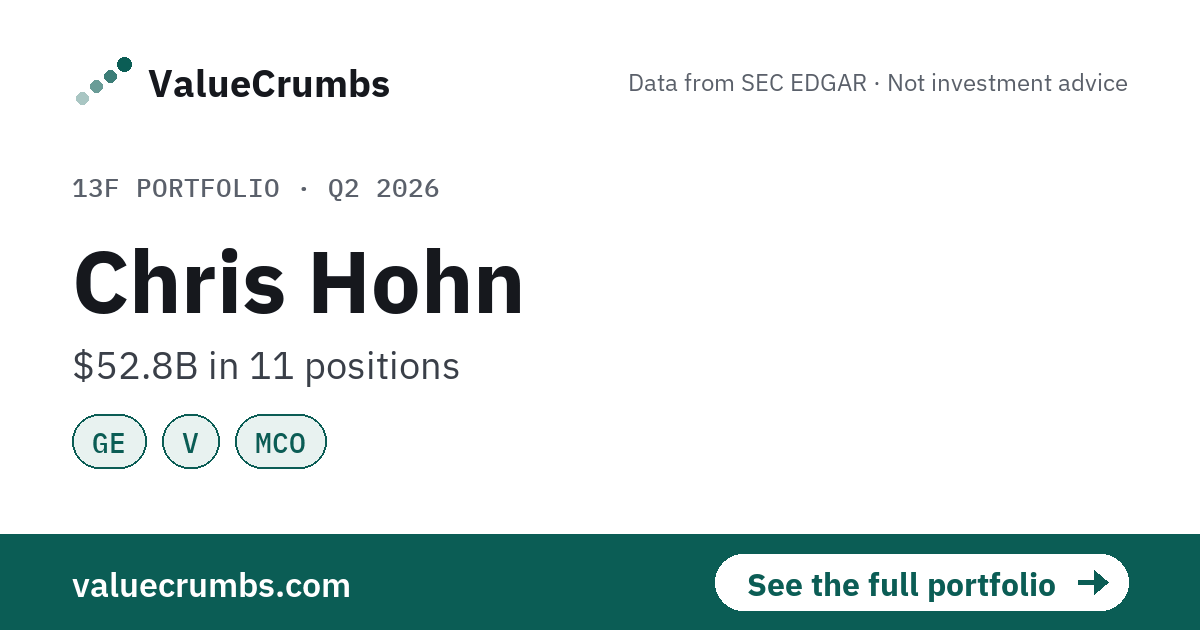 ValueCrumbs
Data from SEC EDGAR · Not investment advice
13F PORTFOLIO · Q2 2026
Chris Hohn
$52.8B in 11 positions
GE V MCO
valuecrumbs.com
See the full portfolio →